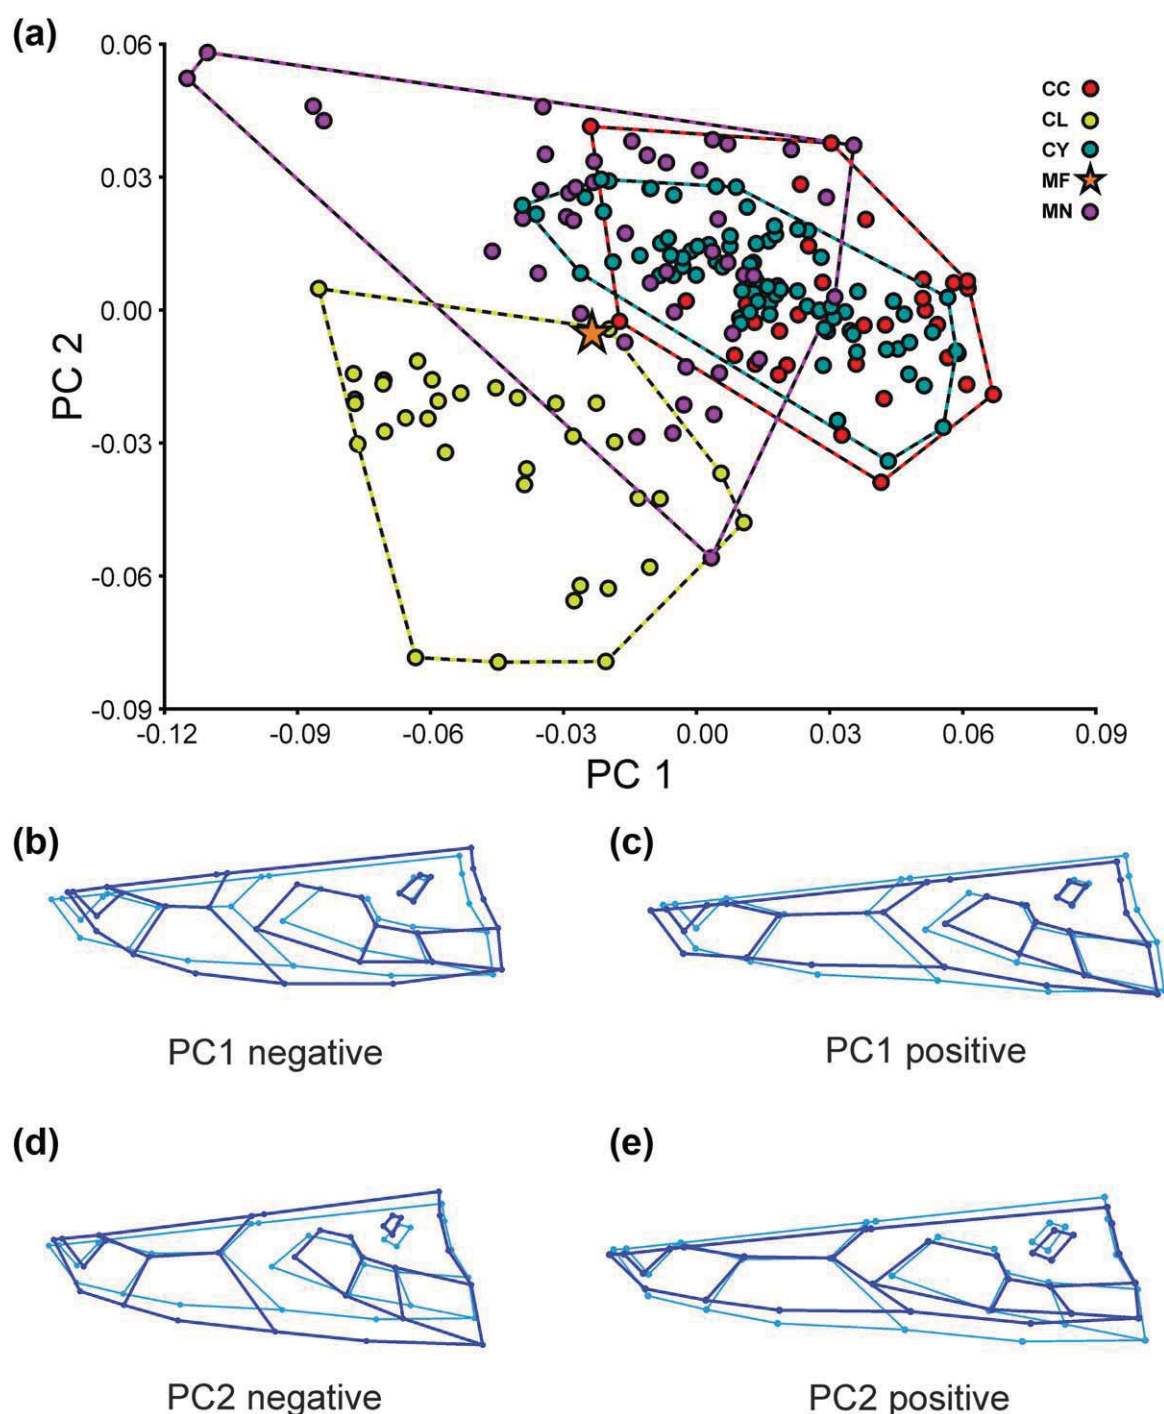 (a)
0.06
0.03
0.00
-0.03
-0.06
-0.09
PC 2
-0.12 -0.09 -0.06 -0.03 0.00 0.03 0.06 0.09
PC 1
CC
CL
CY
MF
MN
(b)
(c)
PC1 negative
PC1 positive
(d)
(e)
PC2 negative
PC2 positive